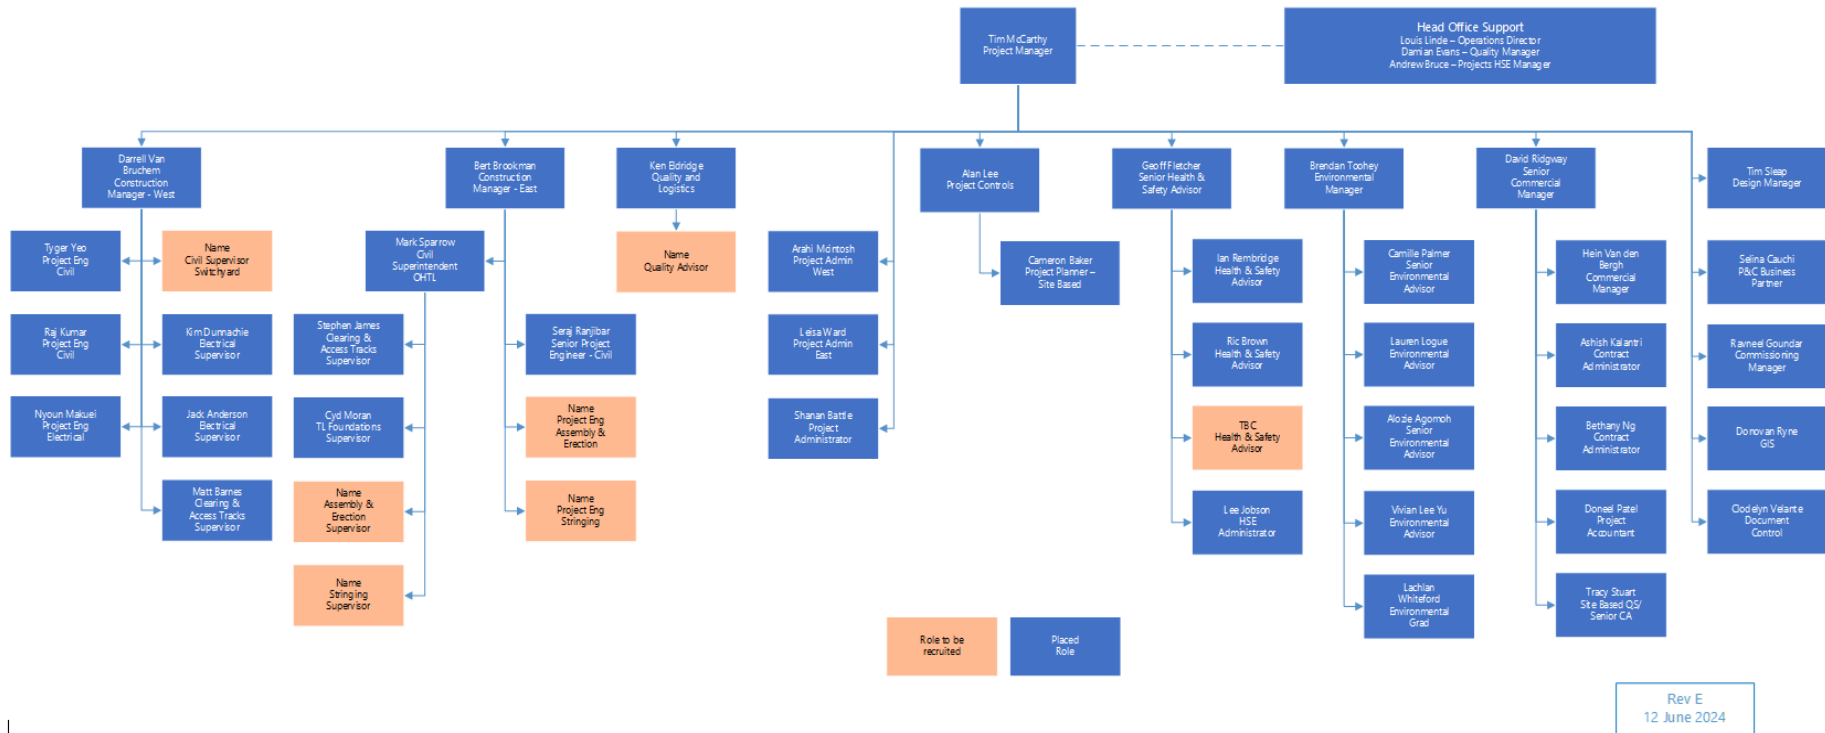 Tim McCarthy
Project Manager
Head Office Support
Louis Linde – Operations Director
Damian Evans – Quality Manager
Andrew Bruce – Projects HSE Manager
Darrell Van
Bruchem
Construction
Manager - West
Bert Brookman
Construction
Manager - East
Ken Eldridge
Quality and
Logistics
Alan Lee
Project Controls
Geoff Fletcher
Senior Health &
Safety Advisor
Brendan Toohey
Environmental
Manager
David Ridgway
Senior
Commercial
Manager
Tim Sleap
Design Manager
Tyger Yeo
Project Eng
Civil
Name
Civil Supervisor
Switchyard
Mark Sparrow
Civil
Superintendent
OHTL
Name
Quality Advisor
Arahi McIntosh
Project Admin
West
Cameron Baker
Project Planner –
Site Based
Ian Rembridge
Health & Safety
Advisor
Camille Palmer
Senior
Environmental
Advisor
Hein Van den
Bergh
Commercial
Manager
Selina Cauchi
P&C Business
Partner
Raj Kumar
Project Eng
Civil
Kim Dunnachie
Electrical
Supervisor
Stephen James
Clearing &
Access Tracks
Supervisor
Seraj Ranjibar
Senior Project
Engineer - Civil
Leisa Ward
Project Admin
East
Ric Brown
Health & Safety
Advisor
Lauren Logue
Environmental
Advisor
Ashish Kalantri
Contract
Administrator
Ravneel Goundar
Commissioning
Manager
Nyoun Makuei
Project Eng
Electrical
Jack Anderson
Electrical
Supervisor
Cyd Moran
TL Foundations
Supervisor
Name
Project Eng
Assembly &
Erection
Shanan Battle
Project
Administrator
TBC
Health & Safety
Advisor
Alozie Agomoh
Senior
Environmental
Advisor
Bethany Ng
Contract
Administrator
Donovan Ryne
GIS
Matt Barnes
Clearing &
Access Tracks
Supervisor
Name
Assembly &
Erection
Supervisor
Name
Project Eng
Stringing
Lee Jobson
HSE
Administrator
Vivian Lee Yu
Environmental
Advisor
Doneel Patel
Project
Accountant
Clodelyn Velante
Document
Control
Name
Stringing
Supervisor
Lachlan
Whiteford
Environmental
Grad
Tracy Stuart
Site Based QS/
Senior CA
Role to be
recruited
Placed
Role
Rev E
12 June 2024